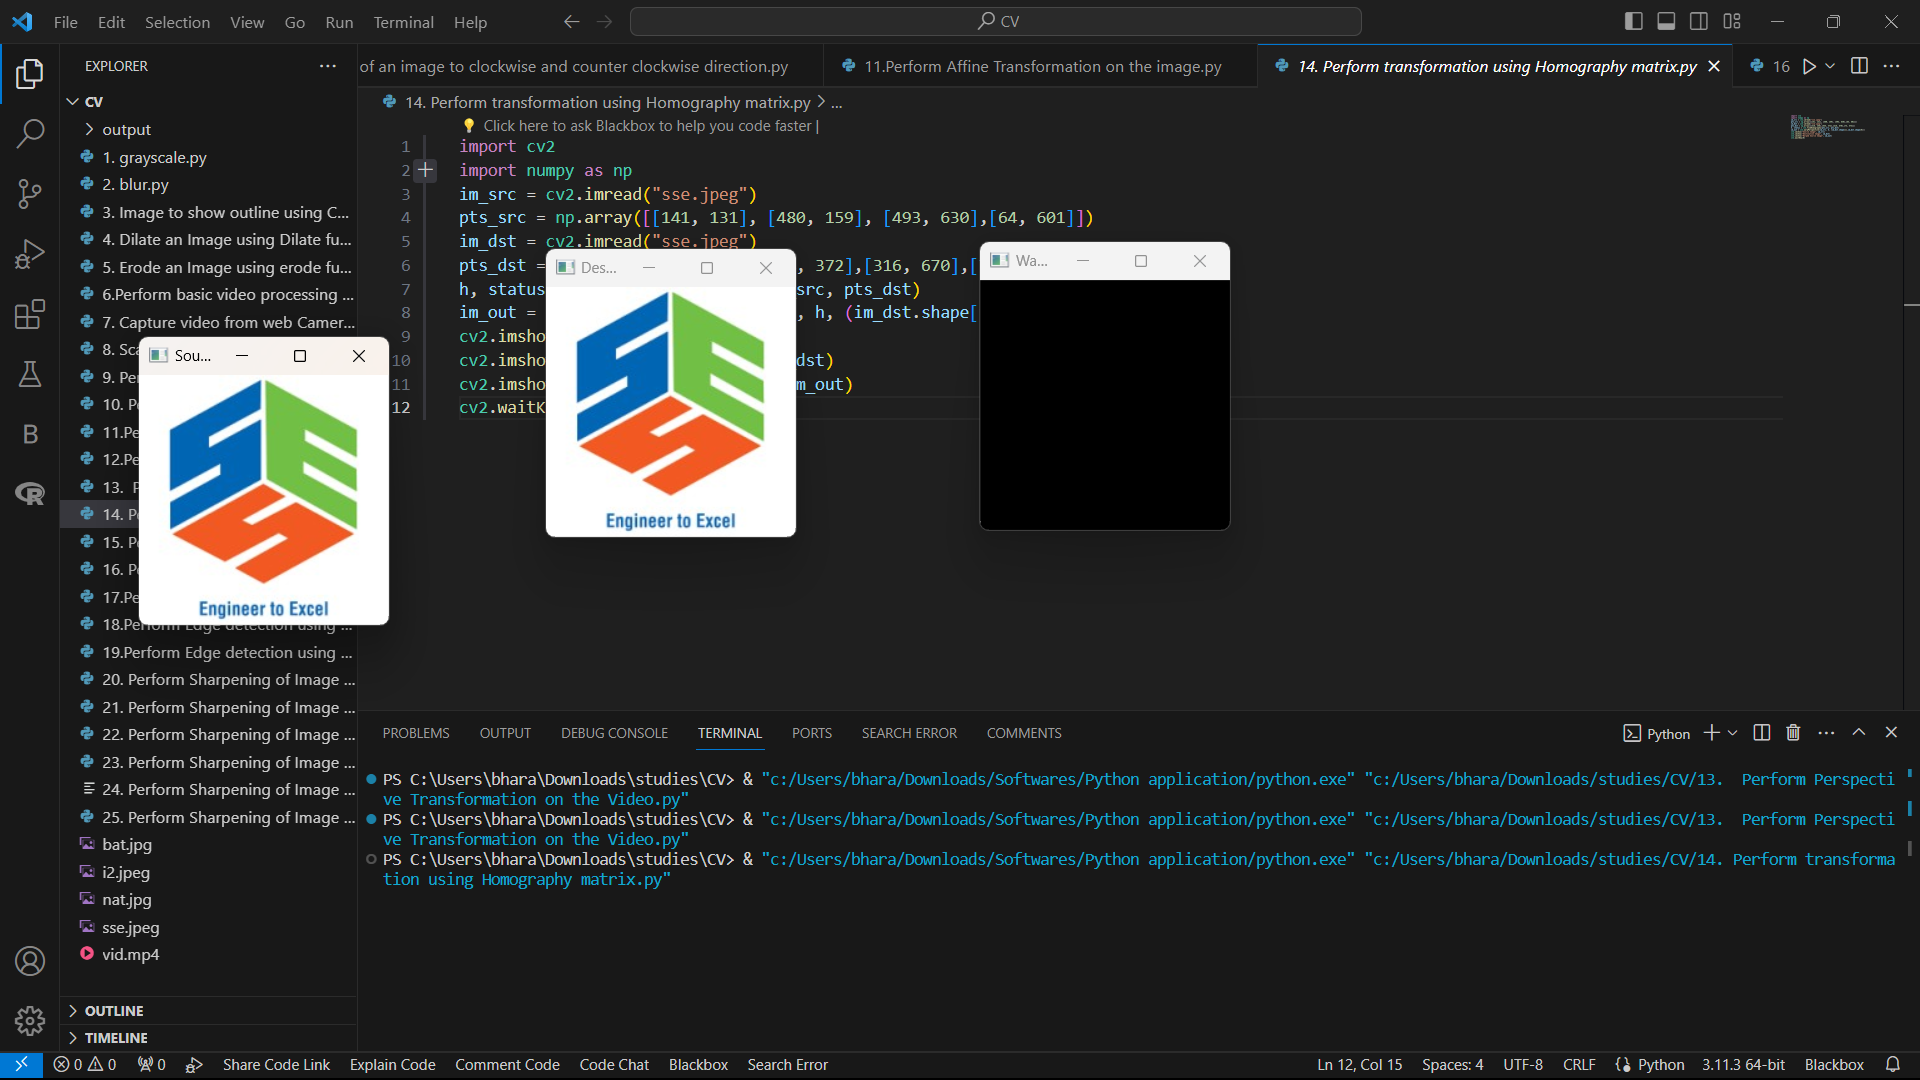 File Edit Selection View Go Run Terminal Help
CV
EXPLORER
of an image to clockwise and counter clockwise direction.py
11.Perform Affine Transformation on the image.py
14. Perform transformation using Homography matrix.py
16
CV
output
1. grayscale.py
2. blur.py
3. Image to show outline using C...
4. Dilate an Image using Dilate fu...
5. Erode an Image using erode fu...
6.Perform basic video processing ...
7. Capture video from web Camer...
8. Sca
9. Per
10. P
11.Pe
12.Pe
13. P
14. P
15. P
16. P
17.Pe
18.Perform Edge detection using ...
19.Perform Edge detection using ...
20. Perform Sharpening of Image ...
21. Perform Sharpening of Image ...
22. Perform Sharpening of Image ...
23. Perform Sharpening of Image ...
24. Perform Sharpening of Image ...
25. Perform Sharpening of Image ...
bat.jpg
i2.jpeg
nat.jpg
sse.jpeg
vid.mp4
OUTLINE
TIMELINE
14. Perform transformation using Homography matrix.py > ...
Click here to ask Blackbox to help you code faster |
1 import cv2
2 import numpy as np
3 im_src = cv2.imread("sse.jpeg")
4 pts_src = np.array([[141, 131], [480, 159], [493, 630],[64, 601]])
5 im_dst = cv2.imread("sse.jpeg")
6 pts_dst = , 372],[316, 670],[
7 h, status src, pts_dst)
8 im_out = , h, (im_dst.shape[
9 cv2.imsho
10 cv2.imsho dst)
11 cv2.imsho m_out)
12 cv2.waitK
Sou...
SSE
Engineer to Excel
Des...
SSE
Engineer to Excel
Wa...
PROBLEMS OUTPUT DEBUG CONSOLE TERMINAL PORTS SEARCH ERROR COMMENTS
Python
PS C:\Users\bhara\Downloads\studies\CV> & "c:/Users/bhara/Downloads/Softwares/Python application/python.exe" "c:/Users/bhara/Downloads/studies/CV/13.  Perform Perspecti
ve Transformation on the Video.py"
PS C:\Users\bhara\Downloads\studies\CV> & "c:/Users/bhara/Downloads/Softwares/Python application/python.exe" "c:/Users/bhara/Downloads/studies/CV/13.  Perform Perspecti
ve Transformation on the Video.py"
PS C:\Users\bhara\Downloads\studies\CV> & "c:/Users/bhara/Downloads/Softwares/Python application/python.exe" "c:/Users/bhara/Downloads/studies/CV/14. Perform transforma
tion using Homography matrix.py"
0 0 0 Share Code Link Explain Code Comment Code Code Chat Blackbox Search Error
Ln 12, Col 15 Spaces: 4 UTF-8 CRLF Python 3.11.3 64-bit Blackbox